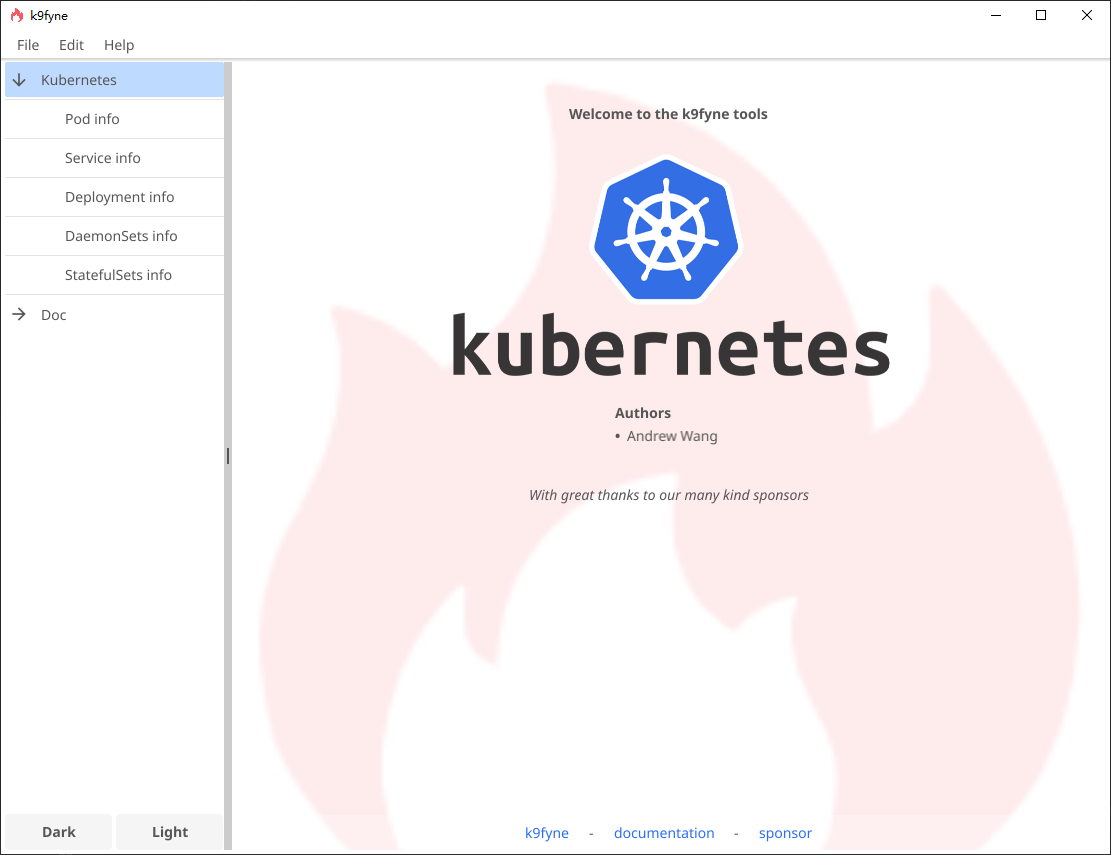 k9fyne
File Edit Help
Kubernetes
Pod info
Service info
Deployment info
DaemonSets info
StatefulSets info
Doc
Dark Light
Welcome to the k9fyne tools
kubernetes
Authors
• Andrew Wang
With great thanks to our many kind sponsors
k9fyne - documentation - sponsor